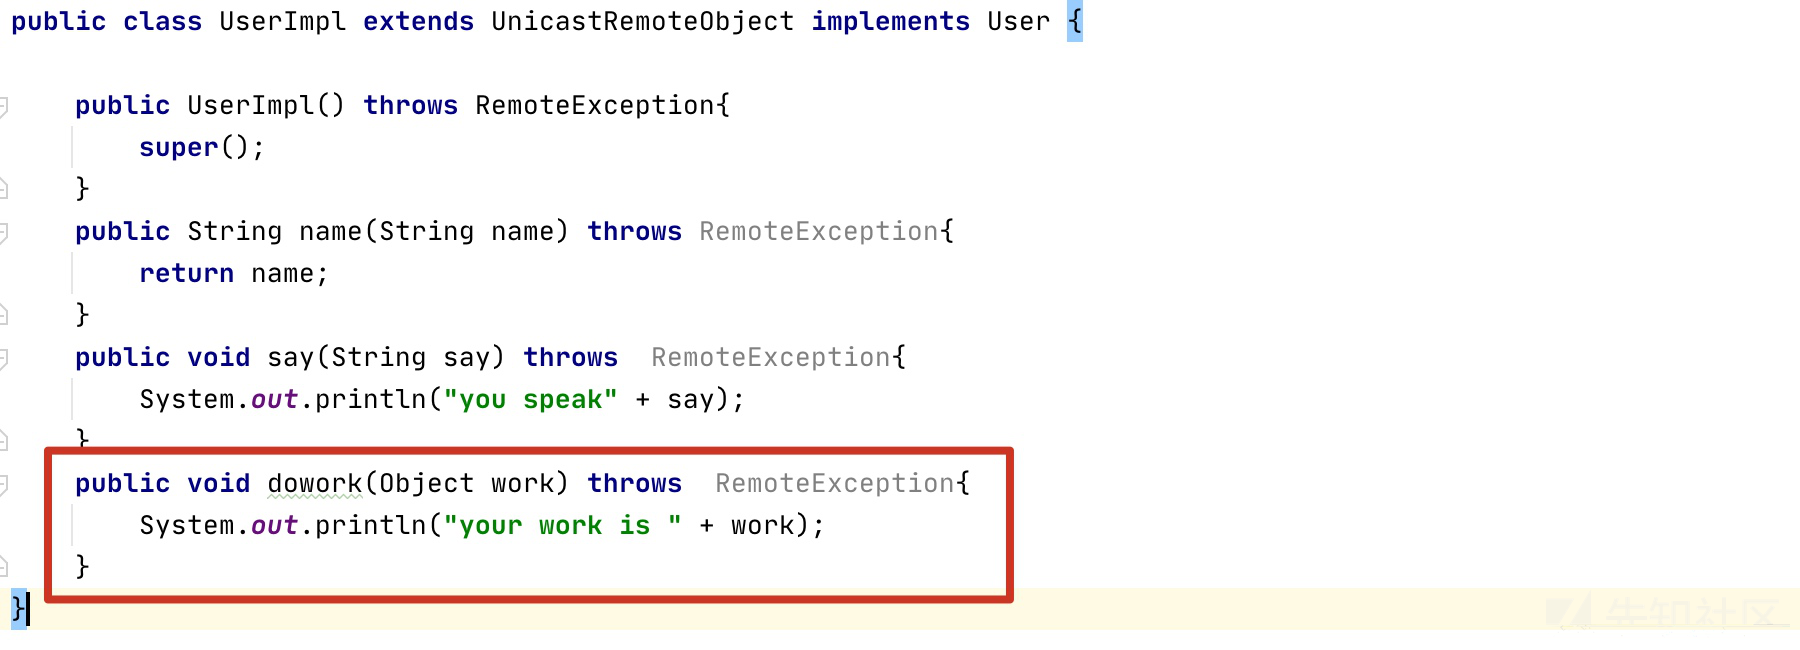 public class UserImpl extends UnicastRemoteObject implements User {
public UserImpl() throws RemoteException{
super();
}
public String name(String name) throws RemoteException{
return name;
}
public void say(String say) throws  RemoteException{
System.out.println("you speak" + say);
}
public void dowork(Object work) throws  RemoteException{
System.out.println("your work is " + work);
}
}
先知社区